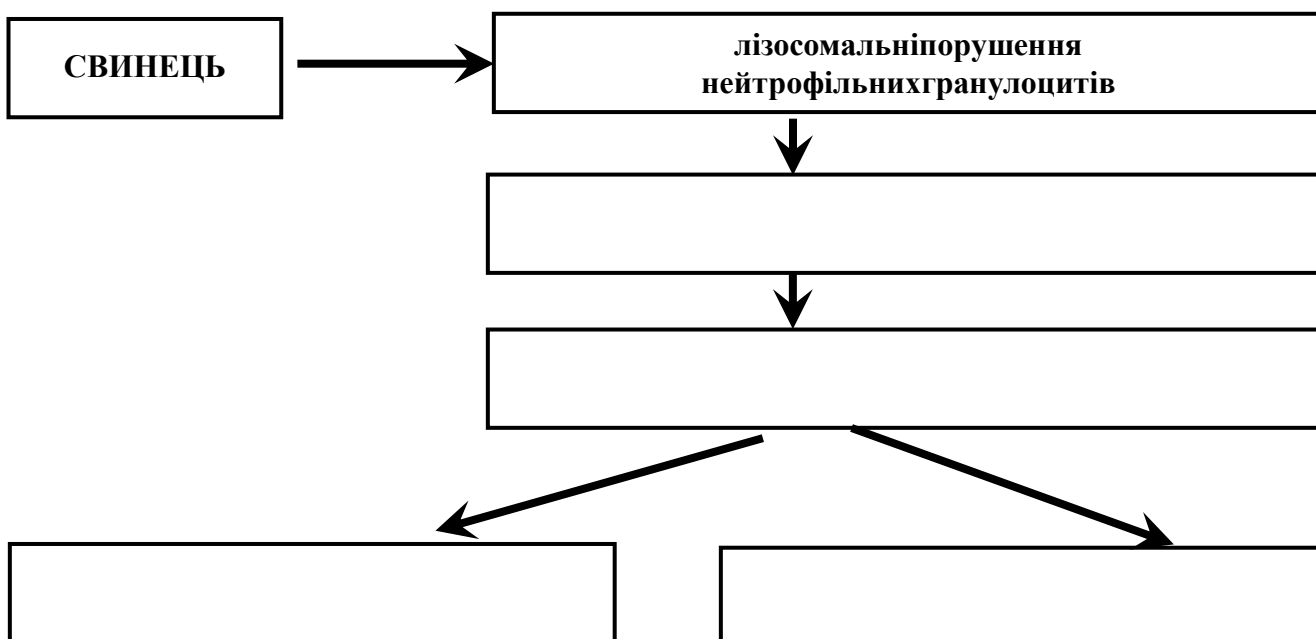 СВИНЕЦЬ
лізосомальніпорушення
нейтрофільнихгранулоцитів